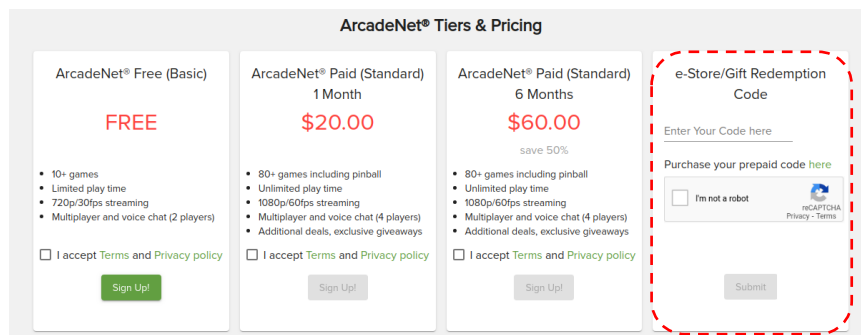 ArcadeNet® Tiers & Pricing
ArcadeNet® Free (Basic)
FREE
• 10+ games
• Limited play time
• 720p/30fps streaming
• Multiplayer and voice chat (2 players)
I accept Terms and Privacy policy
Sign Up!
ArcadeNet® Paid (Standard)
1 Month
$20.00
• 80+ games including pinball
• Unlimited play time
• 1080p/60fps streaming
• Multiplayer and voice chat (4 players)
• Additional deals, exclusive giveaways
I accept Terms and Privacy policy
Sign Up!
ArcadeNet® Paid (Standard)
6 Months
$60.00
save 50%
• 80+ games including pinball
• Unlimited play time
• 1080p/60fps streaming
• Multiplayer and voice chat (4 players)
• Additional deals, exclusive giveaways
I accept Terms and Privacy policy
Sign Up!
e-Store/Gift Redemption
Code
Enter Your Code here
Purchase your prepaid code here
I'm not a robot
reCAPTCHA
Privacy - Terms
Submit